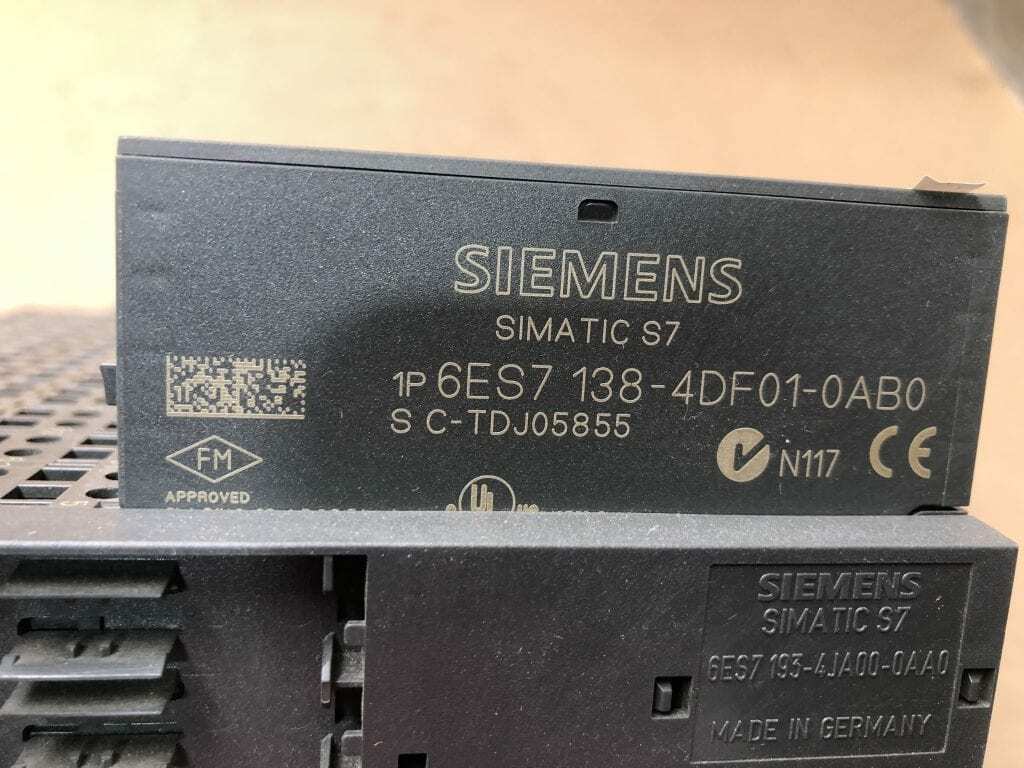 SIEMENS
SIMATIC S7
1P 6ES7 138-4DF01-0AB0
S C-TDJ05855
FM
APPROVED
N117
CE
UL
SIEMENS
SIMATIC S7
6ES7 193-4JA00-0AA0
MADE IN GERMANY